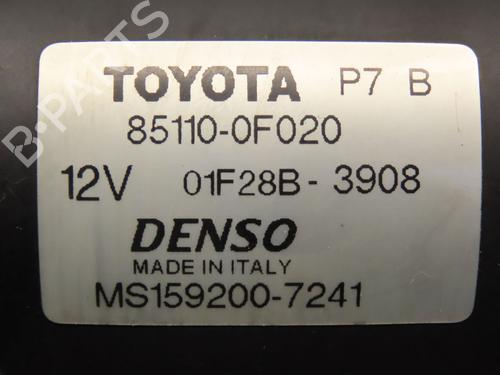 B-PARTS
TOYOTA P7 B
85110-0F020
12V 01F28B-3908
DENSO
MADE IN ITALY
MS159200-7241